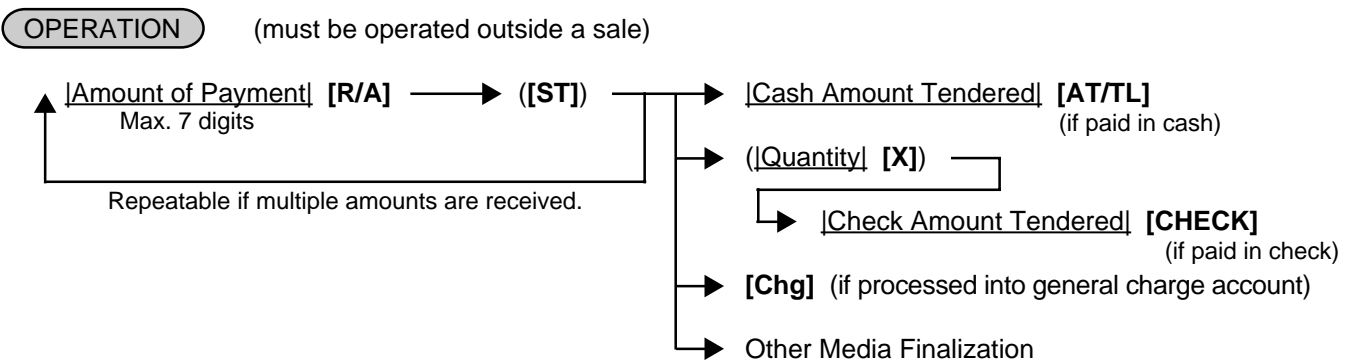 OPERATION (must be operated outside a sale)
|Amount of Payment| [R/A] ([ST]) |Cash Amount Tendered| [AT/TL]
Max. 7 digits (if paid in cash)
(|Quantity| [X])
Repeatable if multiple amounts are received.
|Check Amount Tendered| [CHECK]
(if paid in check)
[Chg] (if processed into general charge account)
Other Media Finalization